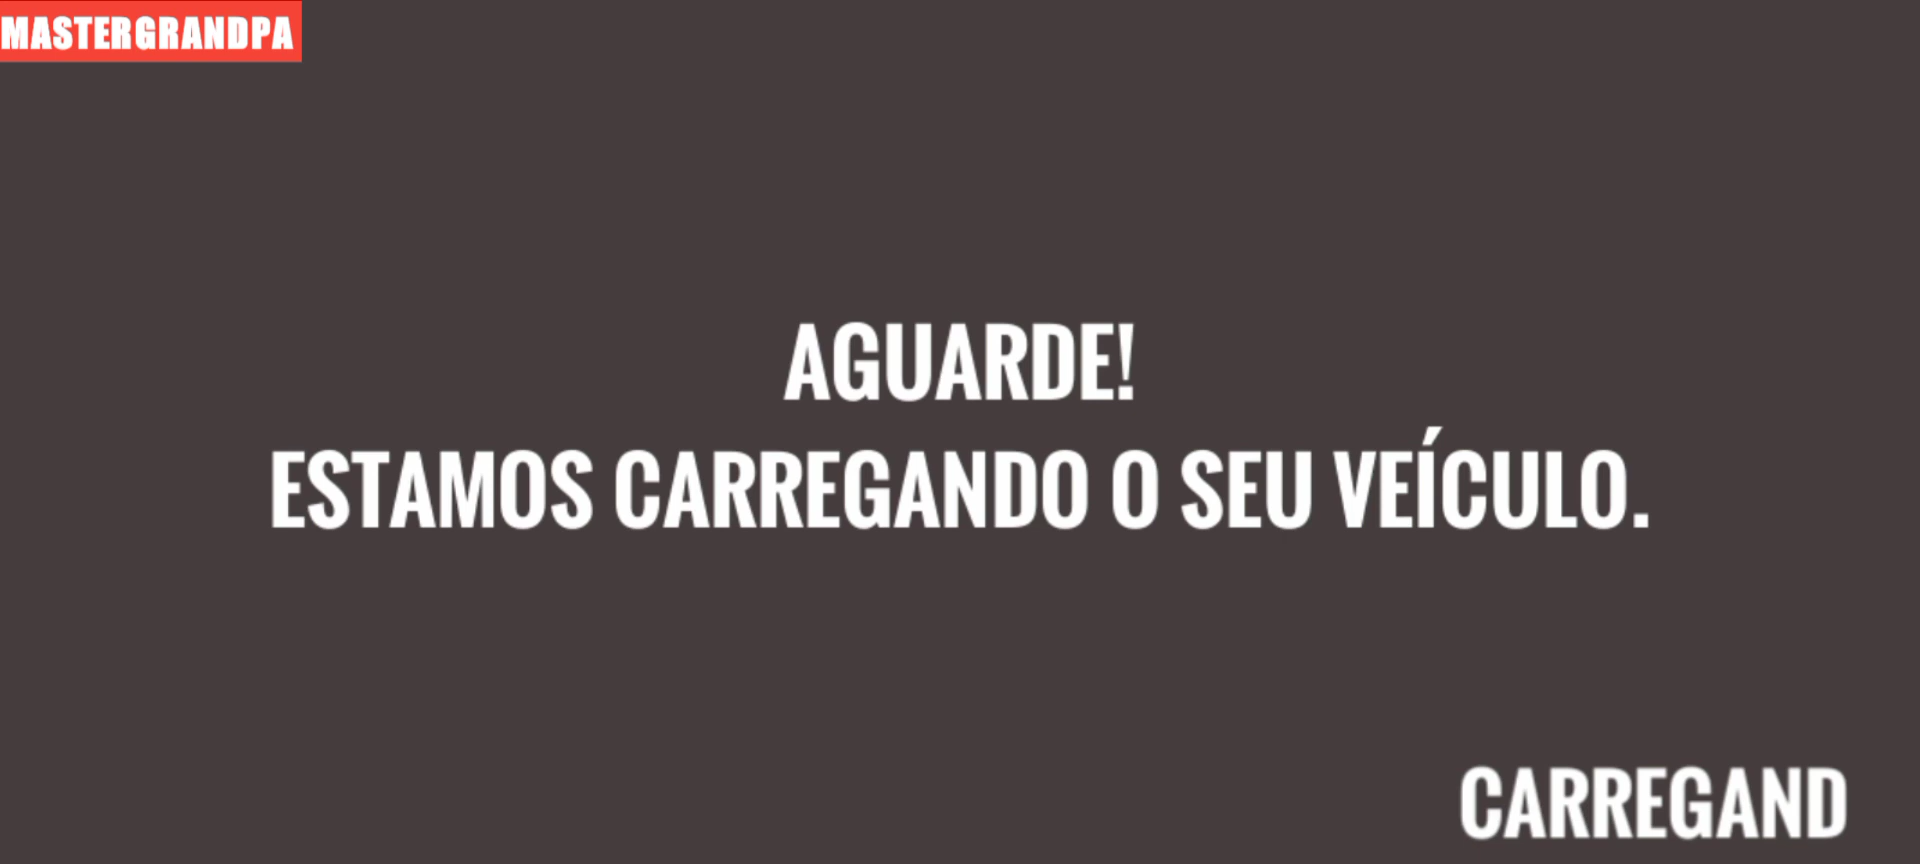 MASTERGRANDPA
AGUARDE!
ESTAMOS CARREGANDO O SEU VEÍCULO.
CARREGAND